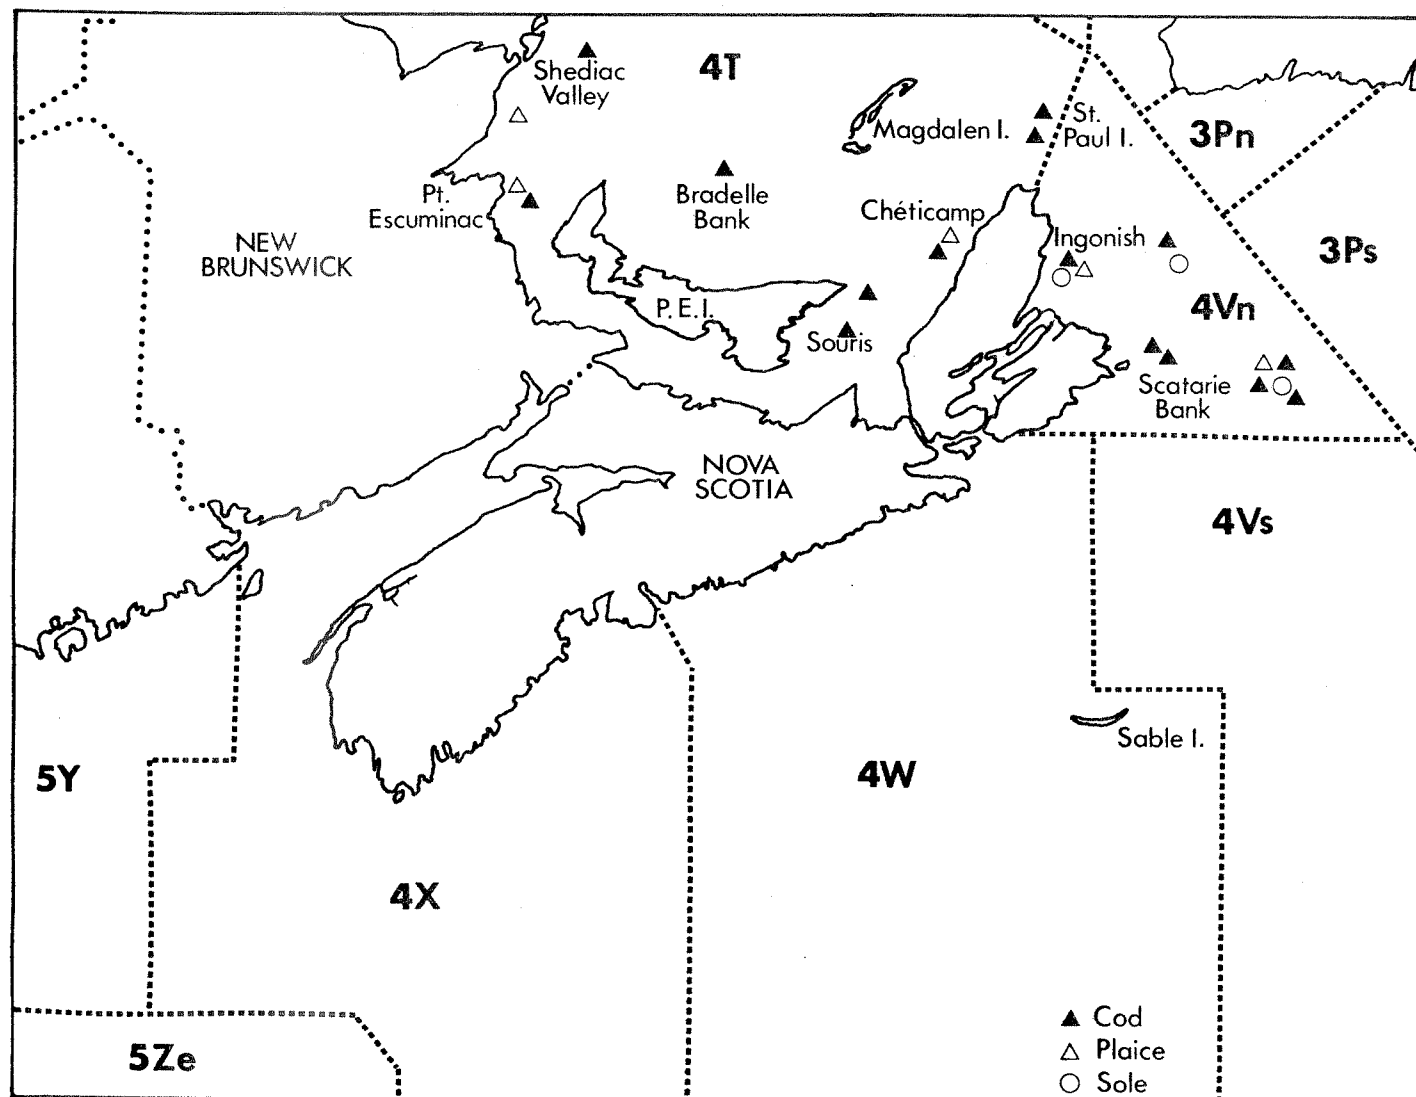 4T
Shediac
Valley
Magdalen I.
St.
Paul I.
3Pn
Pt.
Escuminac
Bradelle
Bank
Chéticamp
Ingonish
NEW
BRUNSWICK
3Ps
P.E.I.
4Vn
Souris
Scatarie
Bank
NOVA
SCOTIA
4Vs
Sable I.
5Y
4W
4X
Cod
Plaice
Sole
5Ze